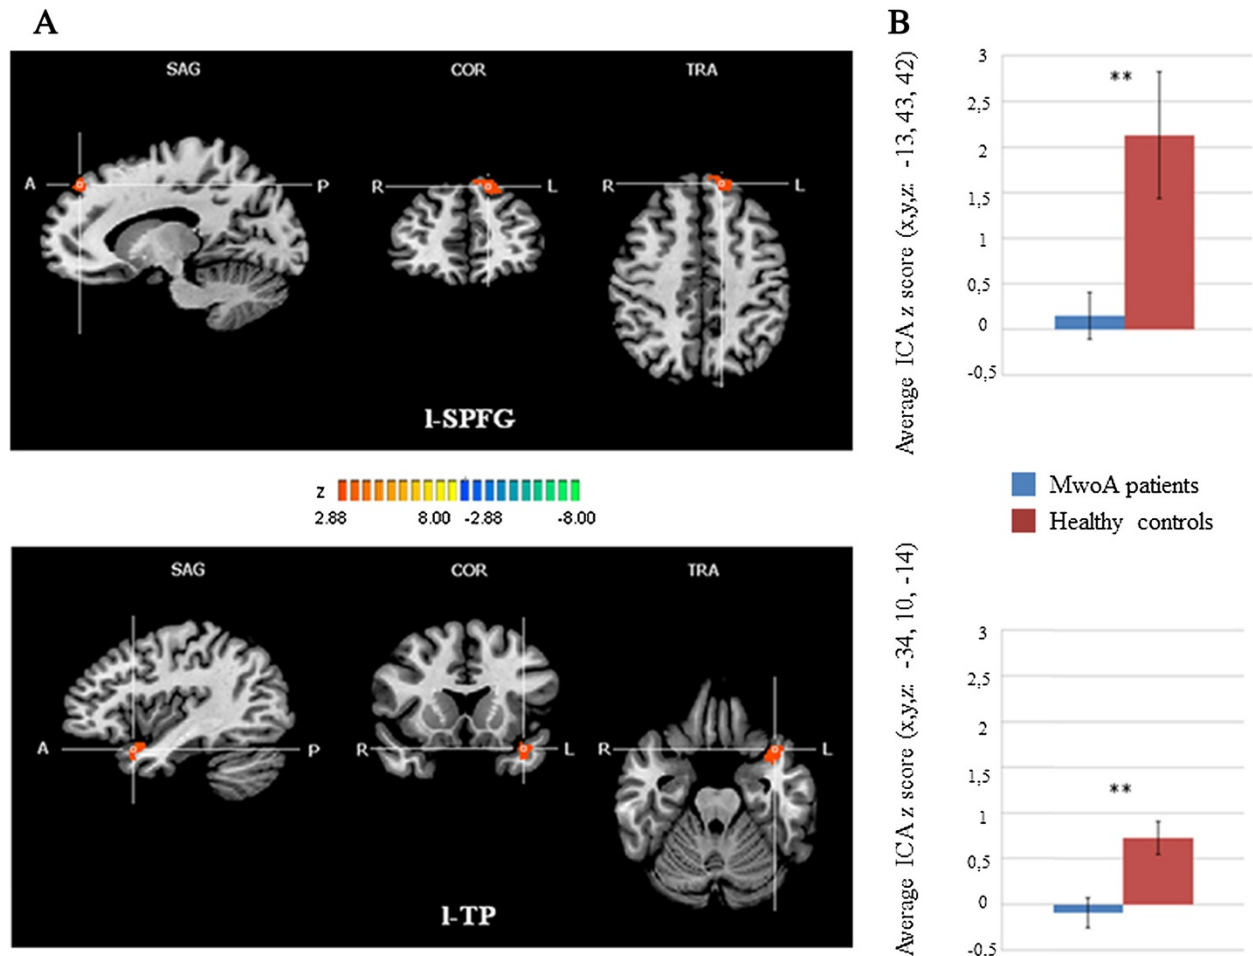 A
B
SAG
COR
TRA
A
P
R
L
R
L
l-SPFG
Average ICA z score (x,y,z: -13, 43, 42)
3
2,5
2
1,5
1
0,5
0
-0,5
**
z
2.88
8.00
-2.88
-8.00
MwoA patients
Healthy controls
SAG
COR
TRA
A
P
R
L
R
L
l-TP
Average ICA z score (x,y,z: -34, 10, -14)
3
2,5
2
1,5
1
0,5
0
-0,5
**